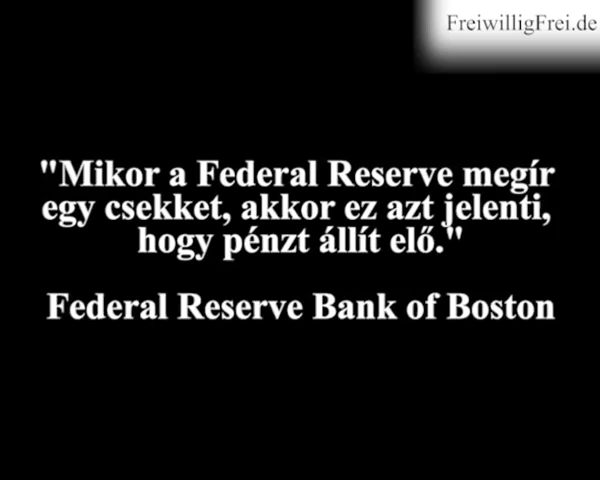 FreiwilligFrei.de
"Mikor a Federal Reserve megír
egy csekket, akkor ez azt jelenti,
hogy pénzt állít elő."
Federal Reserve Bank of Boston